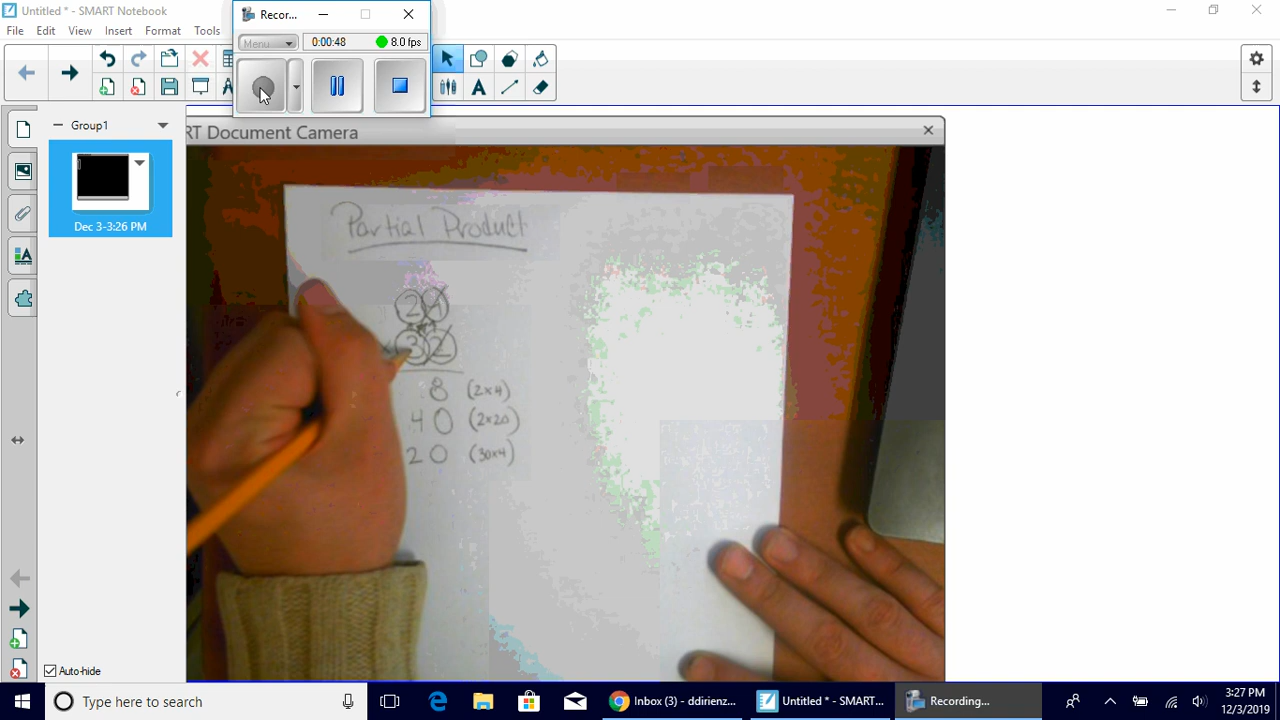 Untitled * - SMART Notebook
Recor...
File Edit View Insert Format Tools
Menu 0:00:48 8.0 fps
Group1
RT Document Camera
Dec 3-3:26 PM
Partial Product
24
32
8 (2x4)
40 (2x20)
20 (30x4)
Auto-hide
Type here to search
Inbox (3) - ddirienz...
Untitled * - SMART...
Recording...
3:27 PM
12/3/2019